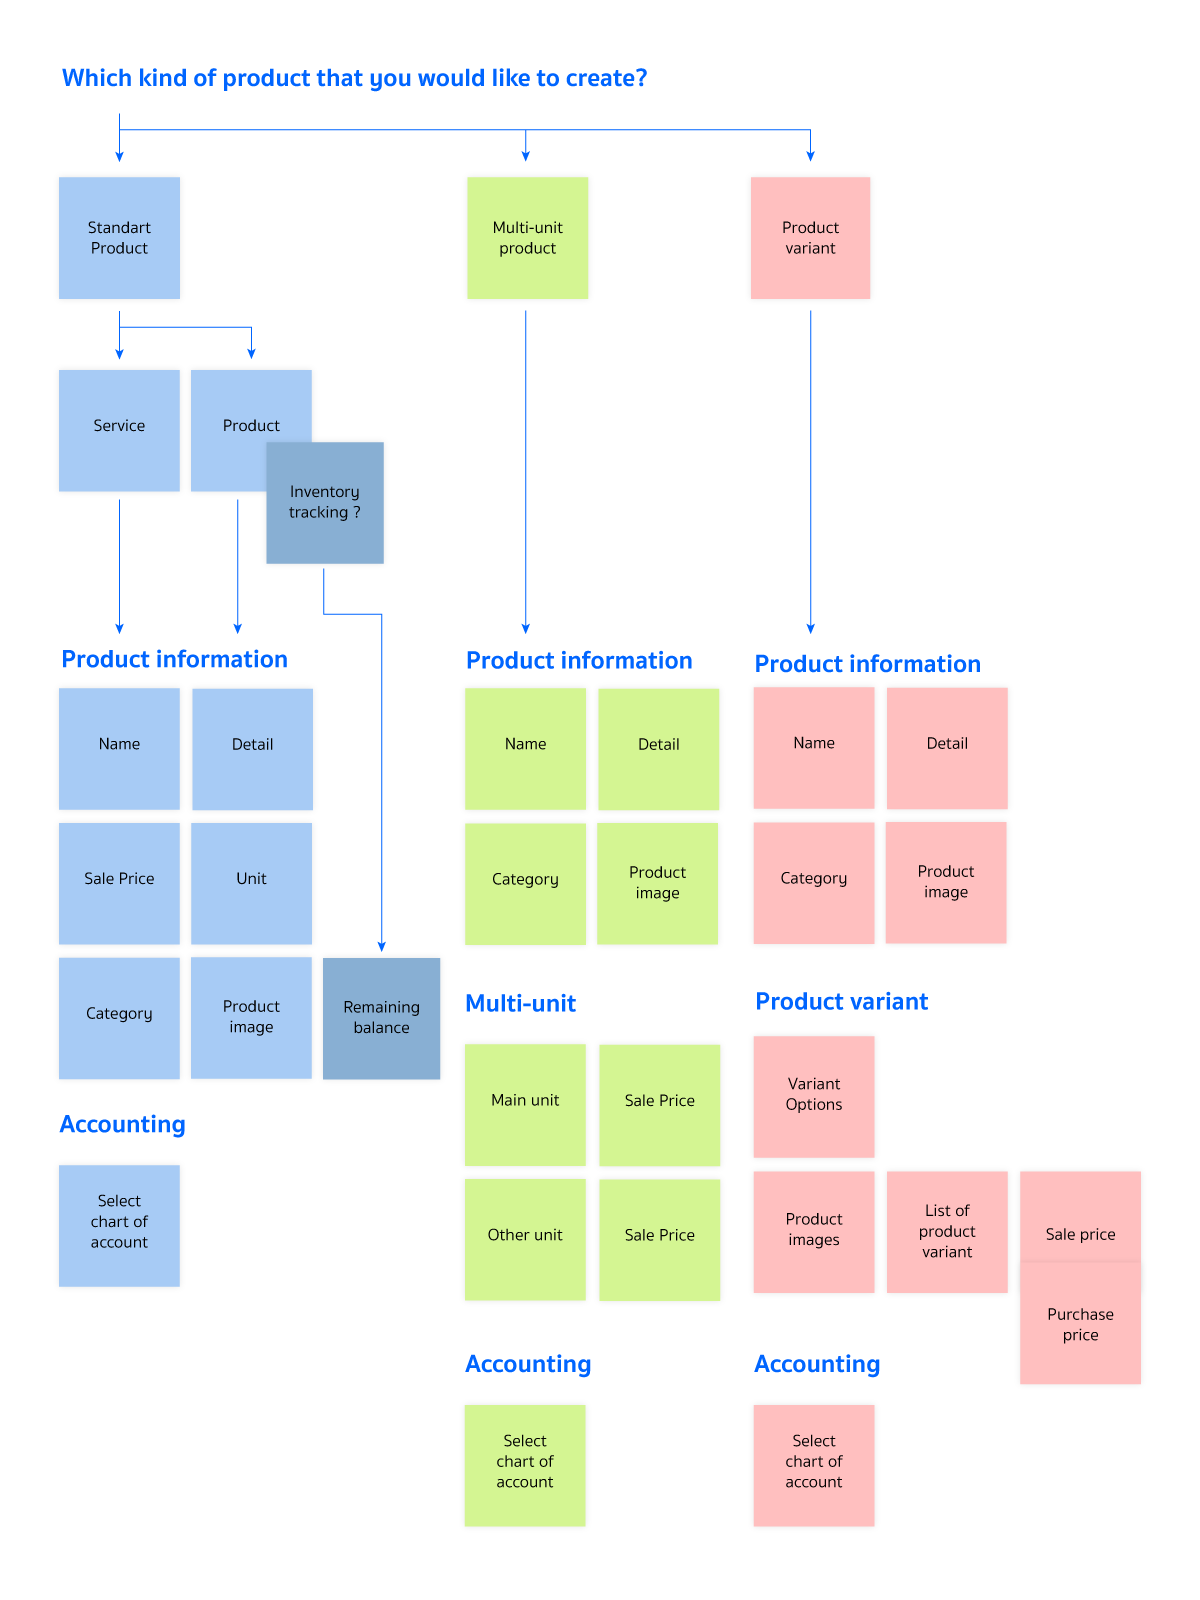 Which kind of product that you would like to create?
Standart
Product
Multi-unit
product
Product
variant
Service
Product
Inventory
tracking ?
Product information
Name
Detail
Sale Price
Unit
Category
Product
image
Remaining
balance
Accounting
Select
chart of
account
Product information
Name
Detail
Category
Product
image
Multi-unit
Main unit
Sale Price
Other unit
Sale Price
Accounting
Select
chart of
account
Product information
Name
Detail
Category
Product
image
Product variant
Variant
Options
Product
images
List of
product
variant
Sale price
Purchase
price
Accounting
Select
chart of
account